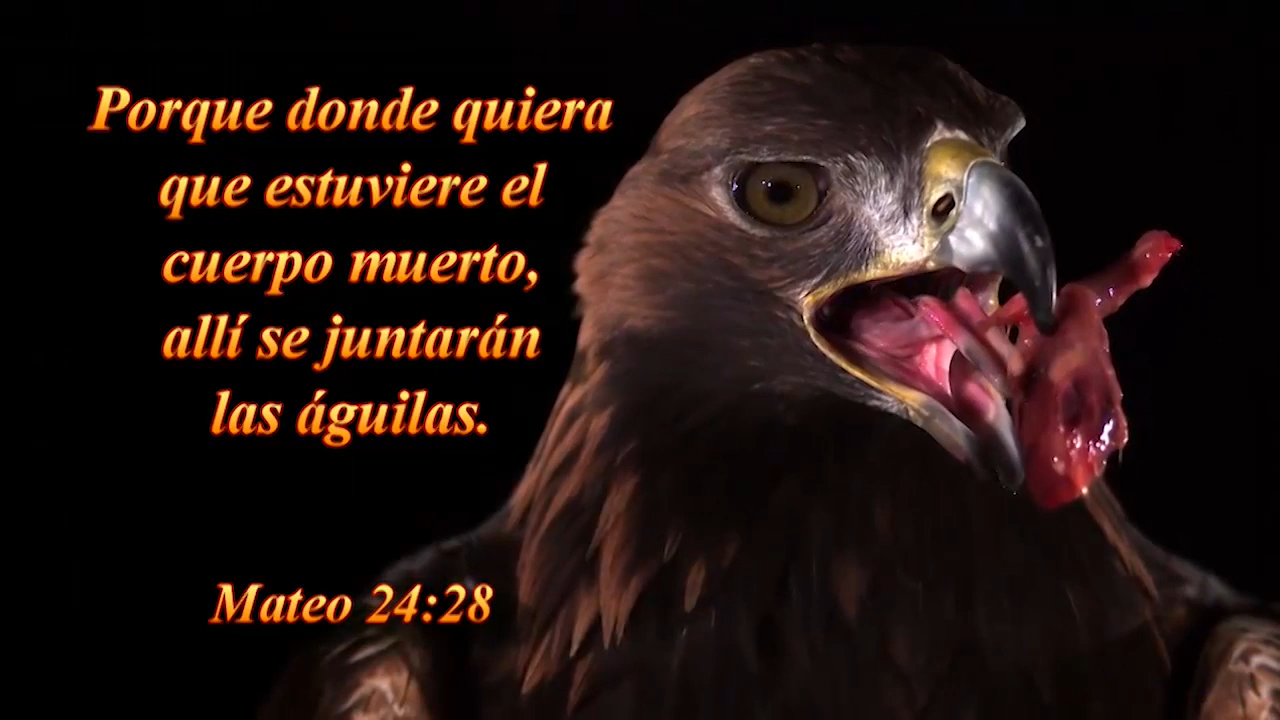 Porque donde quiera
que estuviere el
cuerpo muerto,
allí se juntarán
las águilas.
Mateo 24:28